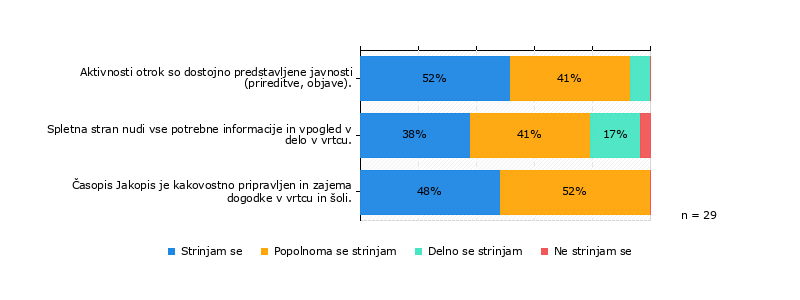 Aktivnosti otrok so dostojno predstavljene javnosti
(prireditve, objave).
52%
41%
Spletna stran nudi vse potrebne informacije in vpogled v
delo v vrtcu.
38%
41%
17%
Časopis Jakopis je kakovostno pripravljen in zajema
dogodke v vrtcu in šoli.
48%
52%
n = 29
Strinjam se
Popolnoma se strinjam
Delno se strinjam
Ne strinjam se